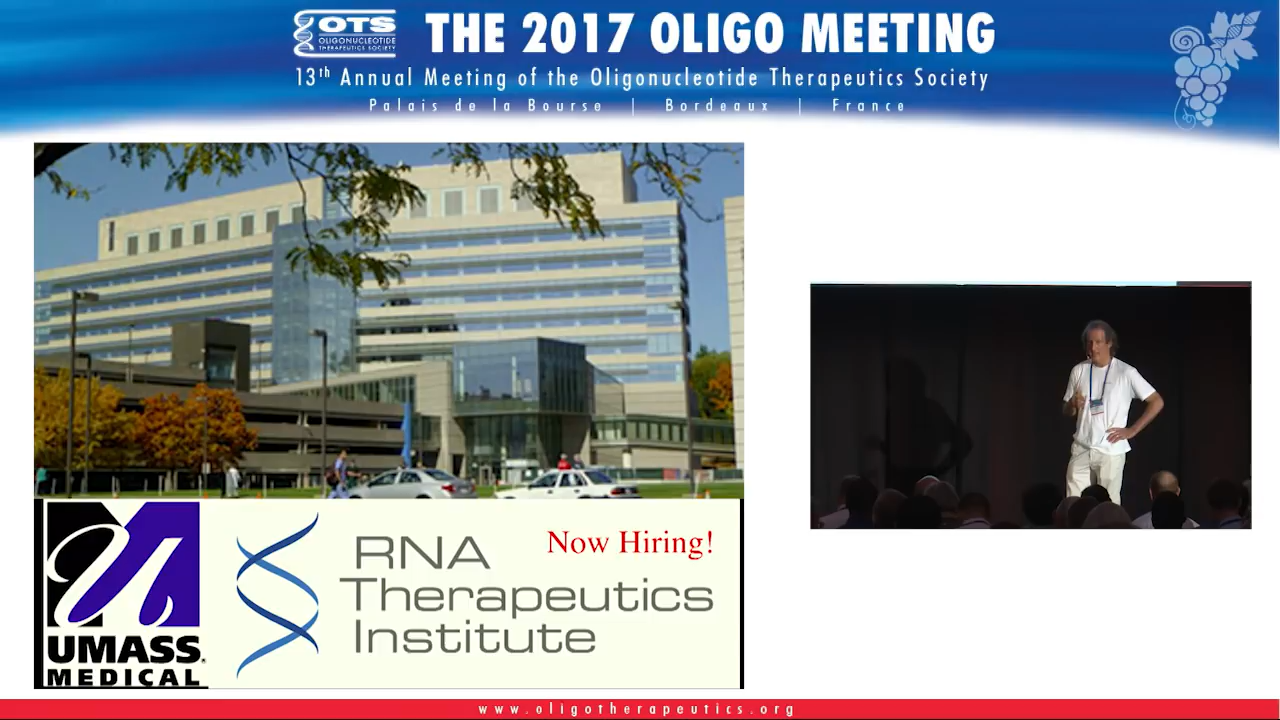 OTS
OLIGONUCLEOTIDE
THERAPEUTICS SOCIETY
THE 2017 OLIGO MEETING
13th Annual Meeting of the Oligonucleotide Therapeutics Society
Palais de la Bourse | Bordeaux | France
UMASS
MEDICAL
RNA
Therapeutics
Institute
Now Hiring!
www.oligotherapeutics.org